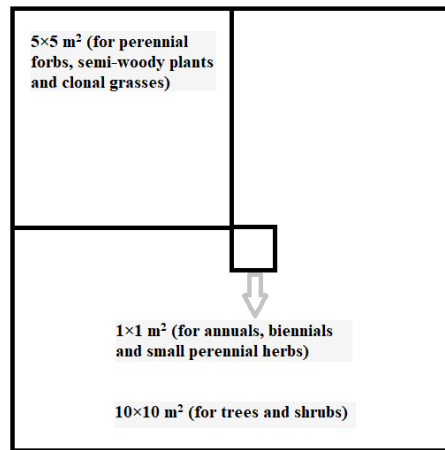 5×5 m² (for perennial
forbs, semi-woody plants
and clonal grasses)
1×1 m² (for annuals, biennials
and small perennial herbs)
10×10 m² (for trees and shrubs)